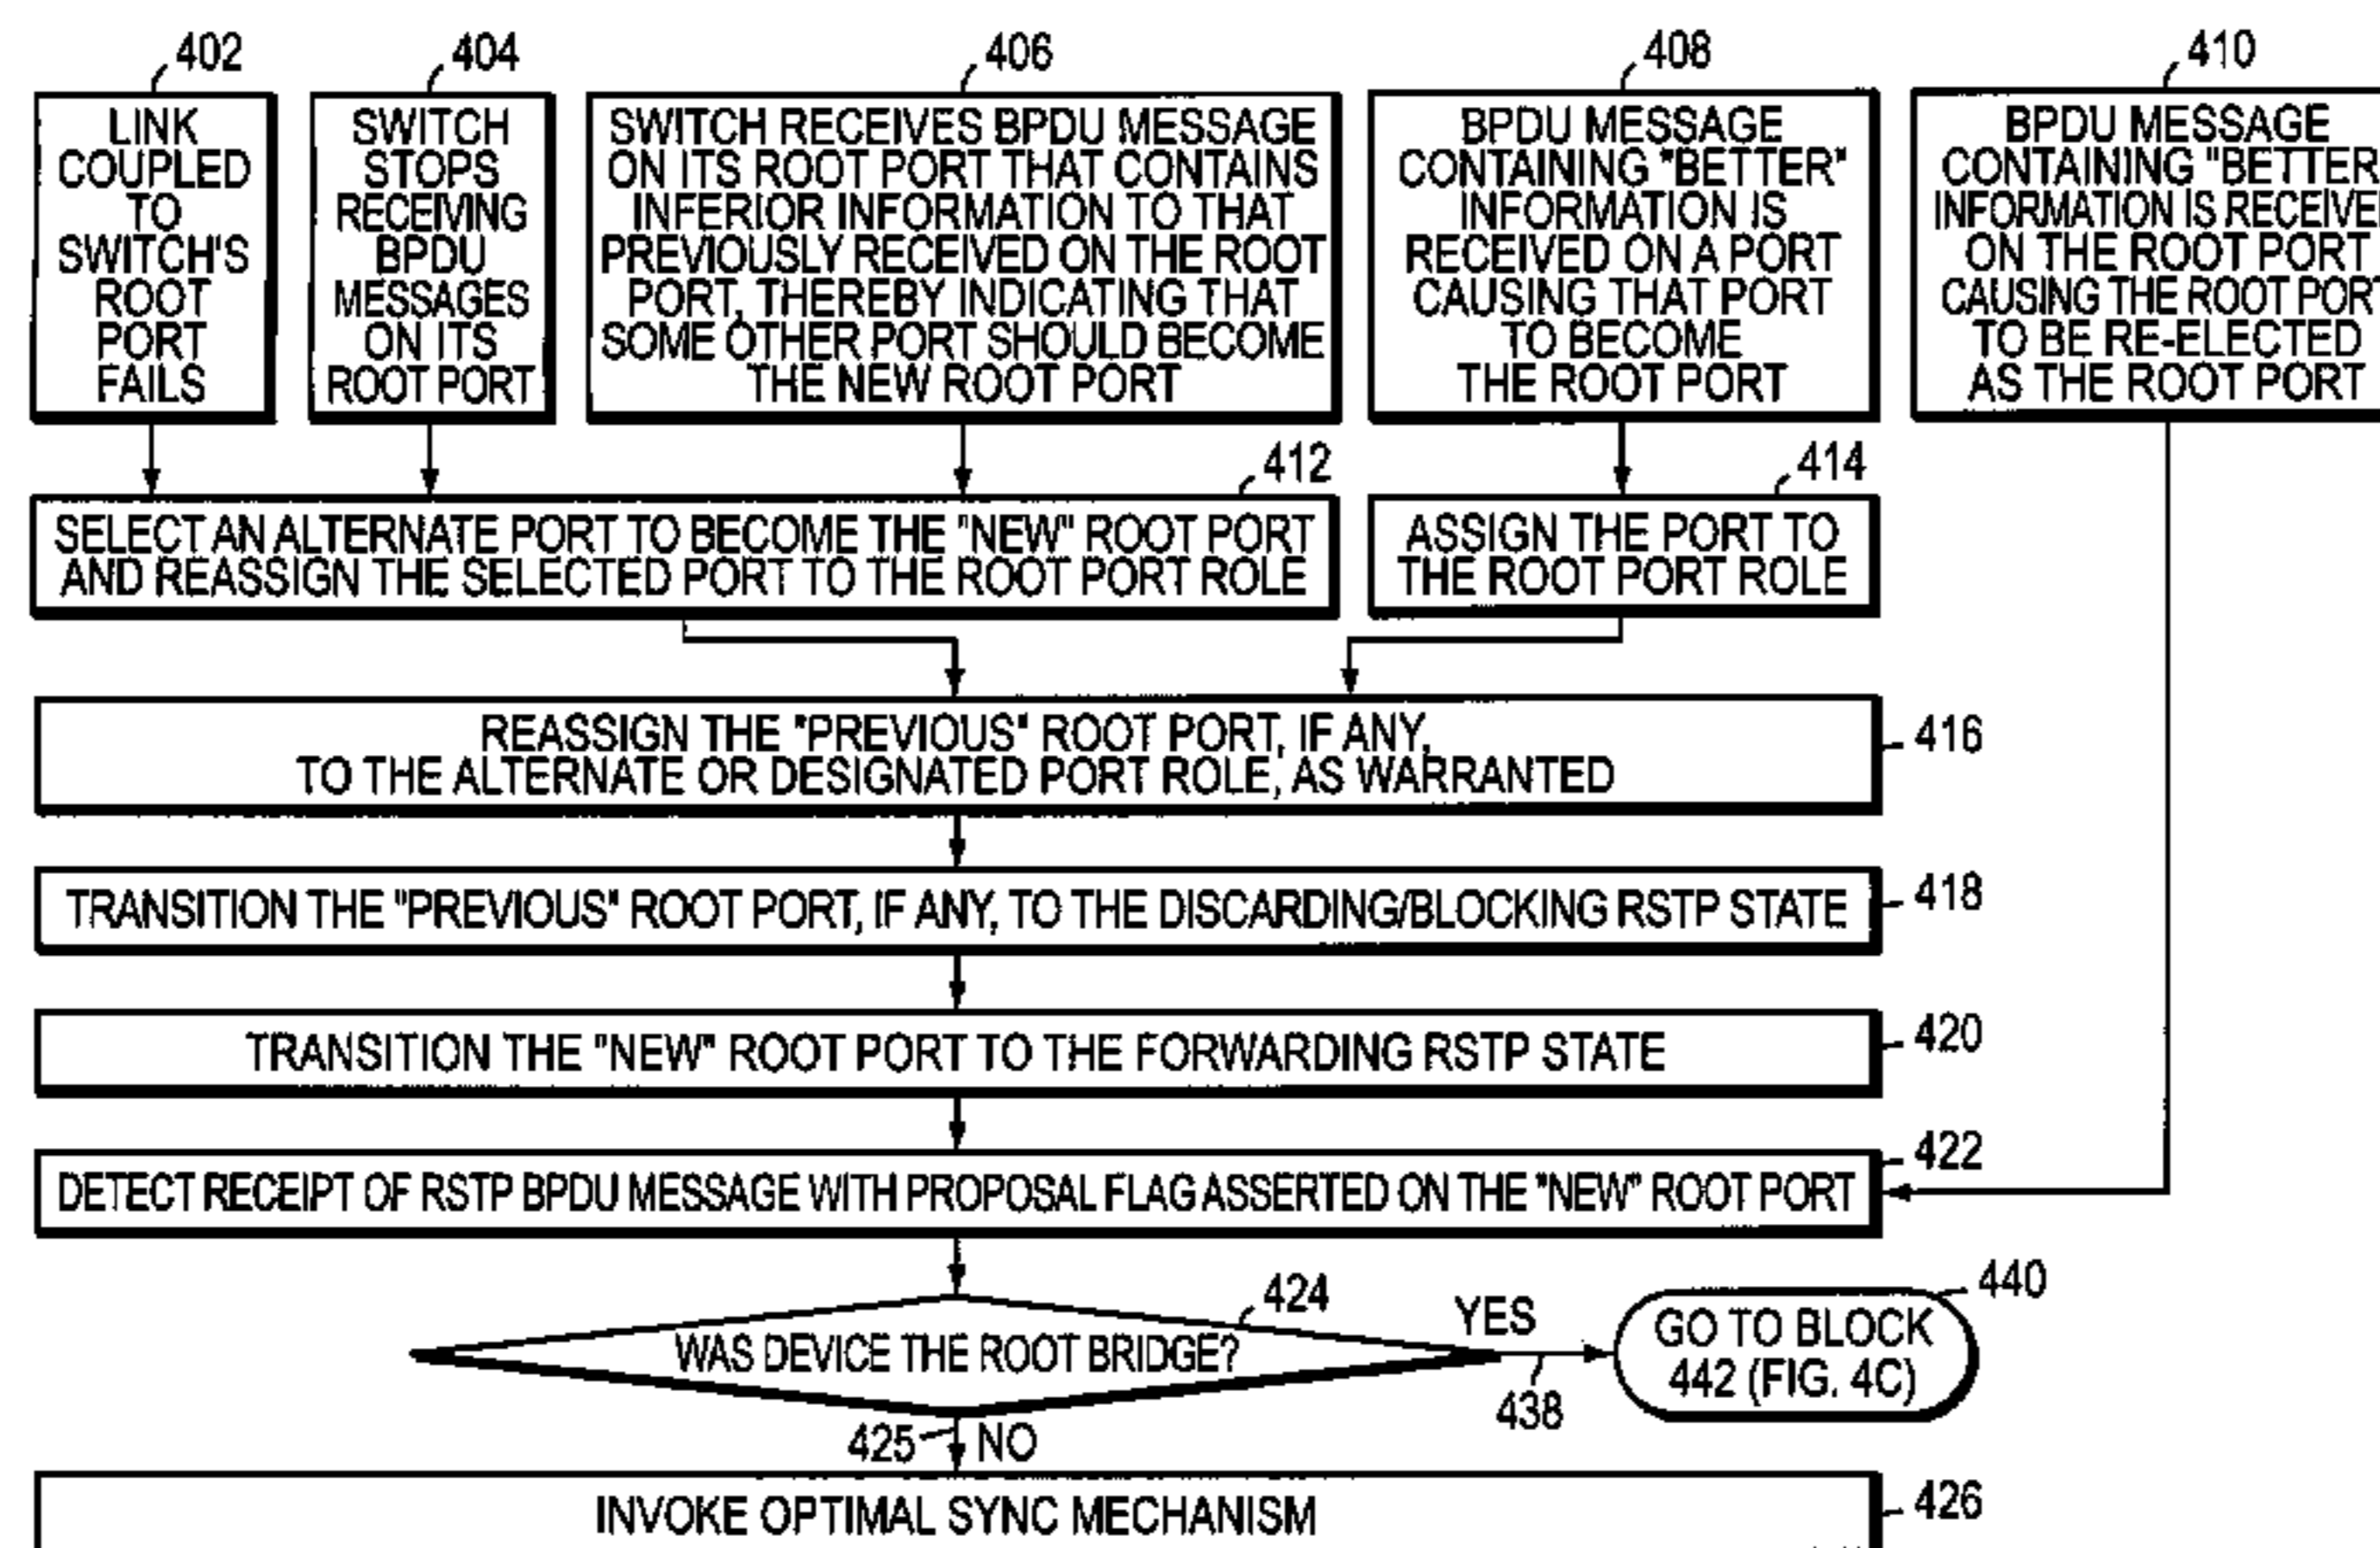 402
LINK
COUPLED
TO
SWITCH'S
ROOT
PORT
FAILS
404
SWITCH
STOPS
RECEIVING
BPDU
MESSAGES
ON ITS
ROOT PORT
406
SWITCH RECEIVES BPDU MESSAGE
ON ITS ROOT PORT THAT CONTAINS
INFERIOR INFORMATION TO THAT
PREVIOUSLY RECEIVED ON THE ROOT
PORT, THEREBY INDICATING THAT
SOME OTHER PORT SHOULD BECOME
THE NEW ROOT PORT
408
BPDU MESSAGE
CONTAINING "BETTER"
INFORMATION IS
RECEIVED ON A PORT
CAUSING THAT PORT
TO BECOME
THE ROOT PORT
410
BPDU MESSAGE
CONTAINING "BETTER
INFORMATION IS RECEIVE
ON THE ROOT PORT
CAUSING THE ROOT PORT
TO BE RE-ELECTED
AS THE ROOT PORT
412
SELECT AN ALTERNATE PORT TO BECOME THE "NEW" ROOT PORT
AND REASSIGN THE SELECTED PORT TO THE ROOT PORT ROLE
414
ASSIGN THE PORT TO
THE ROOT PORT ROLE
REASSIGN THE "PREVIOUS" ROOT PORT, IF ANY,
TO THE ALTERNATE OR DESIGNATED PORT ROLE, AS WARRANTED
416
TRANSITION THE "PREVIOUS" ROOT PORT, IF ANY, TO THE DISCARDING/BLOCKING RSTP STATE
418
TRANSITION THE "NEW" ROOT PORT TO THE FORWARDING RSTP STATE
420
DETECT RECEIPT OF RSTP BPDU MESSAGE WITH PROPOSAL FLAG ASSERTED ON THE "NEW" ROOT PORT
422
WAS DEVICE THE ROOT BRIDGE?
424
YES
438
GO TO BLOCK
442 (FIG. 4C)
440
425
NO
INVOKE OPTIMAL SYNC MECHANISM
426